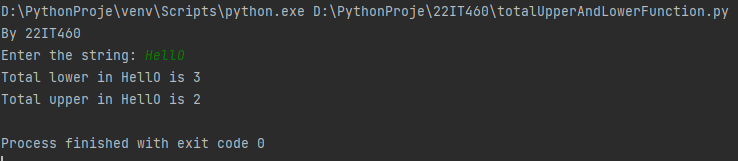 D:\PythonProje\venv\Scripts\python.exe D:\PythonProje\22IT460\totalUpperAndLowerFunction.py
By 22IT460
Enter the string: HellO
Total lower in HellO is 3
Total upper in HellO is 2
Process finished with exit code 0